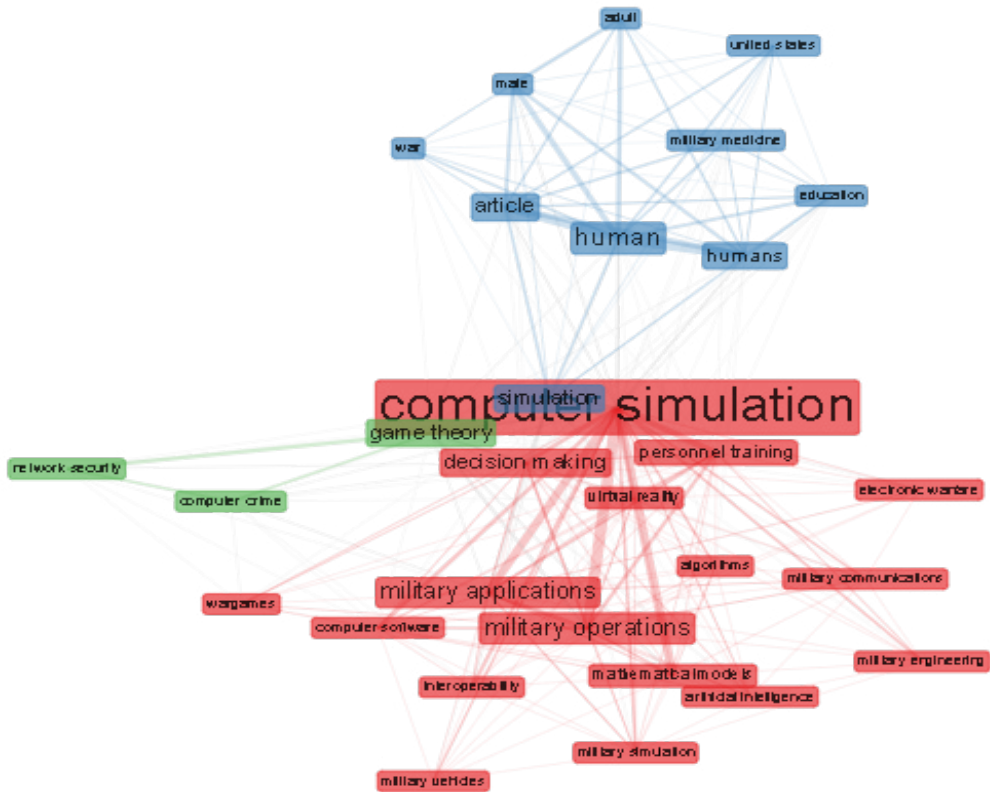 adult
united states
male
military medicine
war
education
article
human
humans
simulation
computer simulation
game theory
personnel training
decision making
network security
virtual reality
electronic warfare
computer crime
algorithms
military communications
military applications
wargames
computer software
military operations
military engineering
mathematical models
interoperability
artificial intelligence
military simulation
military vehicles